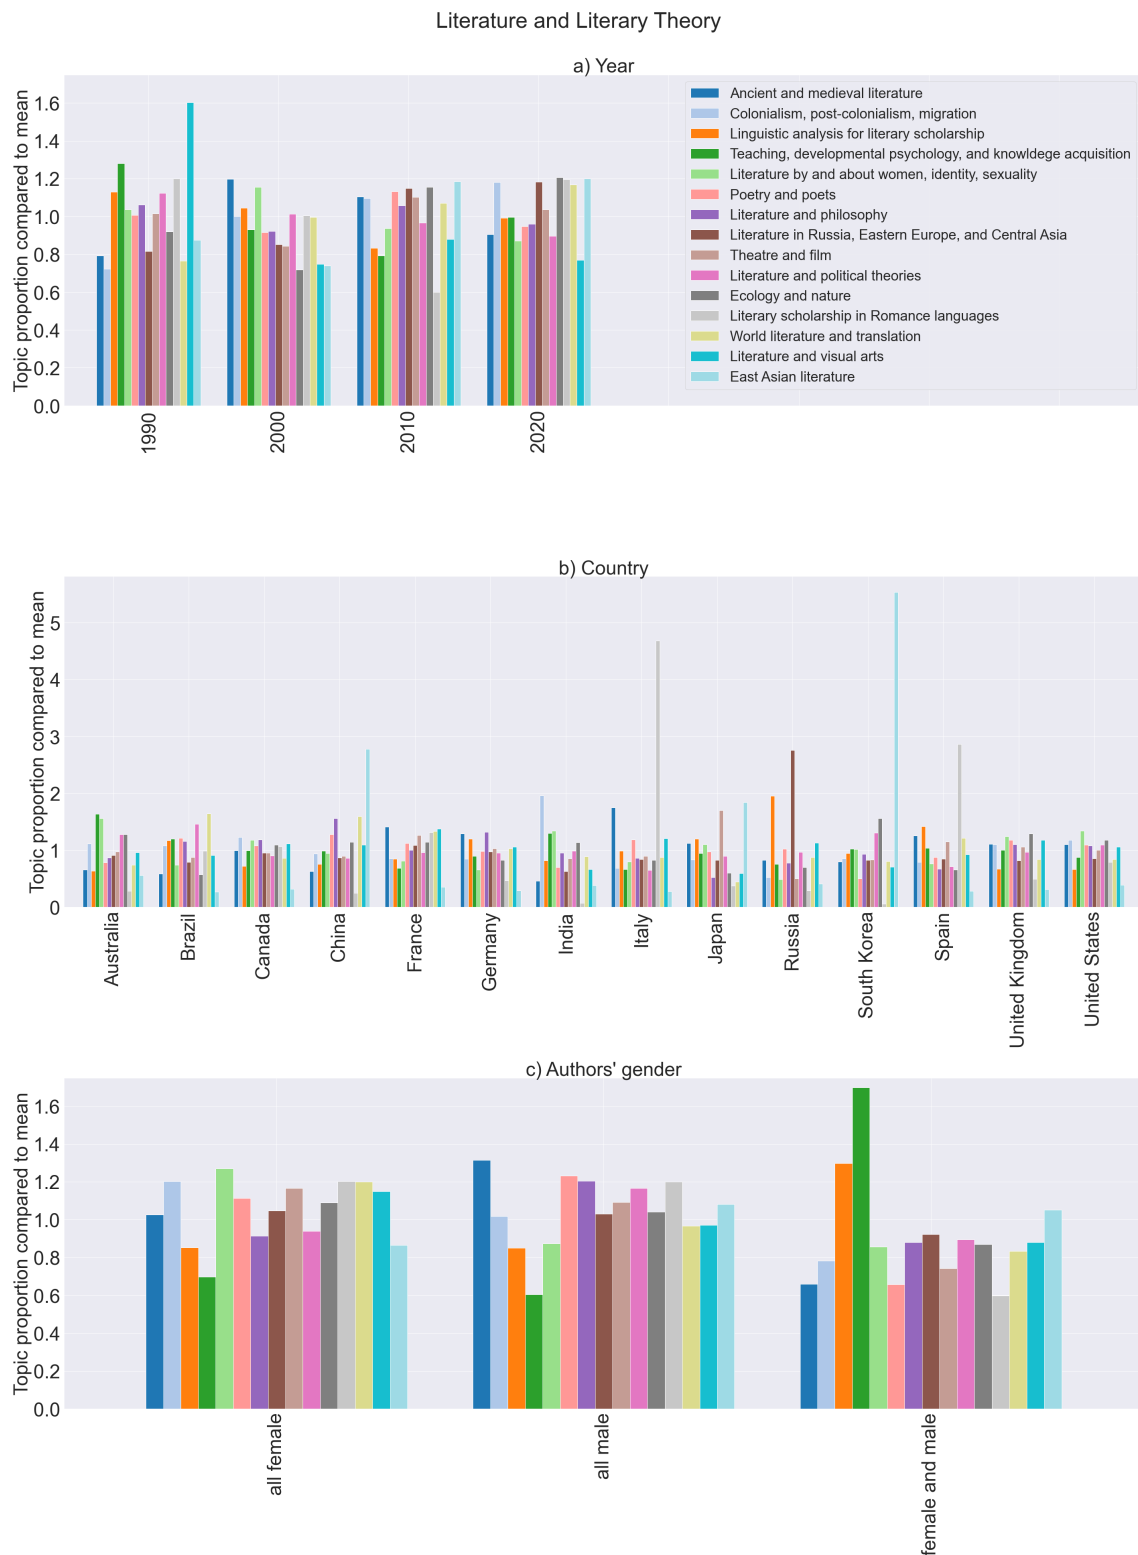 Literature and Literary Theory
a) Year
Topic proportion compared to mean
1.6
1.4
1.2
1.0
0.8
0.6
0.4
0.2
0.0
Ancient and medieval literature
Colonialism, post-colonialism, migration
Linguistic analysis for literary scholarship
Teaching, developmental psychology, and knowldege acquisition
Literature by and about women, identity, sexuality
Poetry and poets
Literature and philosophy
Literature in Russia, Eastern Europe, and Central Asia
Theatre and film
Literature and political theories
Ecology and nature
Literary scholarship in Romance languages
World literature and translation
Literature and visual arts
East Asian literature
1990
2000
2010
2020
b) Country
Topic proportion compared to mean
5
4
3
2
1
0
Australia
Brazil
Canada
China
France
Germany
India
Italy
Japan
Russia
South Korea
Spain
United Kingdom
United States
c) Authors' gender
Topic proportion compared to mean
1.6
1.4
1.2
1.0
0.8
0.6
0.4
0.2
0.0
all female
all male
female and male